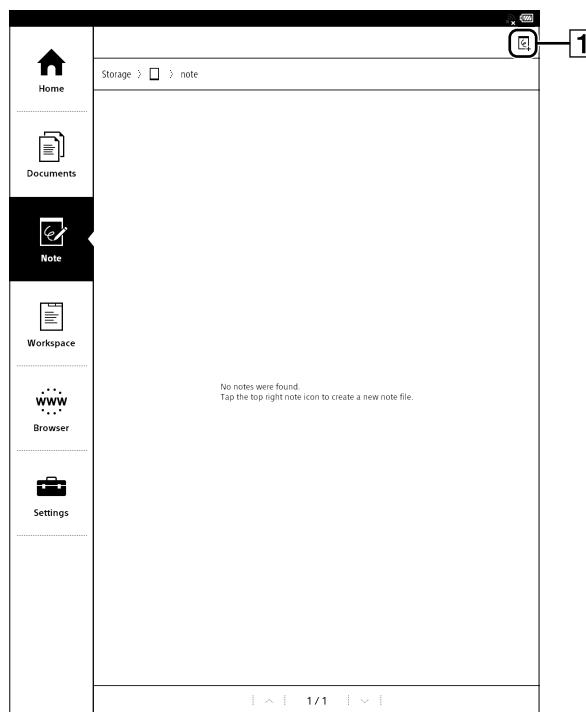 1
Storage 〉 〉 note
Home
Documents
Note
Workspace
No notes were found.
Tap the top right note icon to create a new note file.
www
Browser
Settings
1/1